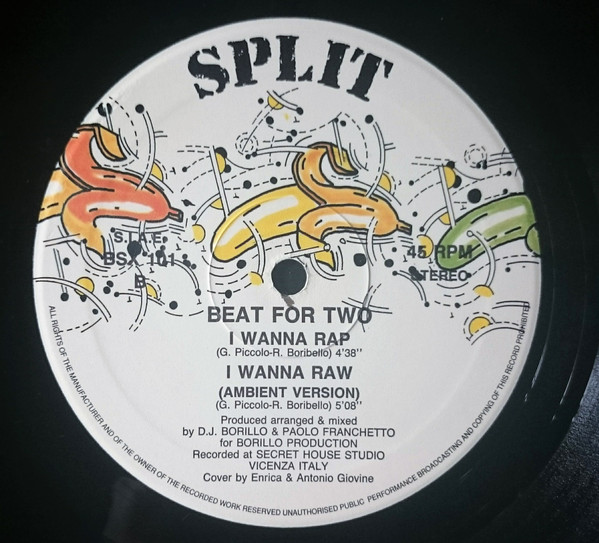 SPLIT
S.I.A.E.
BSX 101
B
45 RPM
STEREO
BEAT FOR TWO
I WANNA RAP
(G. Piccolo-R. Boribello) 4'38''
I WANNA RAW
(AMBIENT VERSION)
(G. Piccolo-R. Boribello) 5'08''
Produced arranged & mixed
by D.J. BORILLO & PAOLO FRANCHETTO
for BORILLO PRODUCTION
Recorded at SECRET HOUSE STUDIO
VICENZA ITALY
Cover by Enrica & Antonio Giovine
ALL RIGHTS OF THE MANUFACTURER AND OF THE OWNER OF THE RECORDED WORK RESERVED UNAUTHORISED PUBLIC PERFORMANCE BROADCASTING AND COPYING OF THIS RECORD PROHIBITED